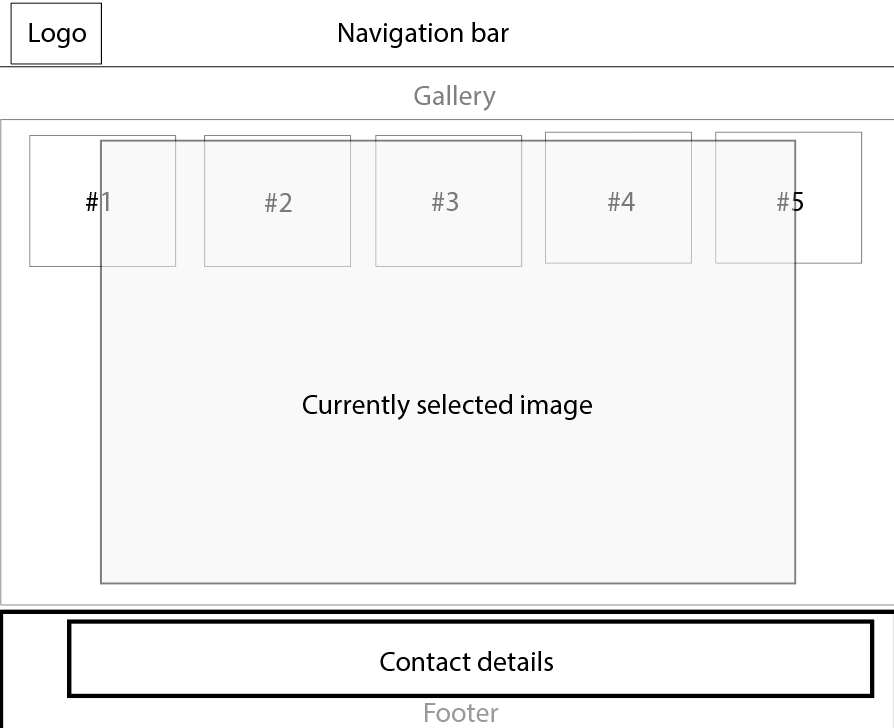 Logo
Navigation bar
Gallery
#1
#2
#3
#4
#5
Currently selected image
Contact details
Footer